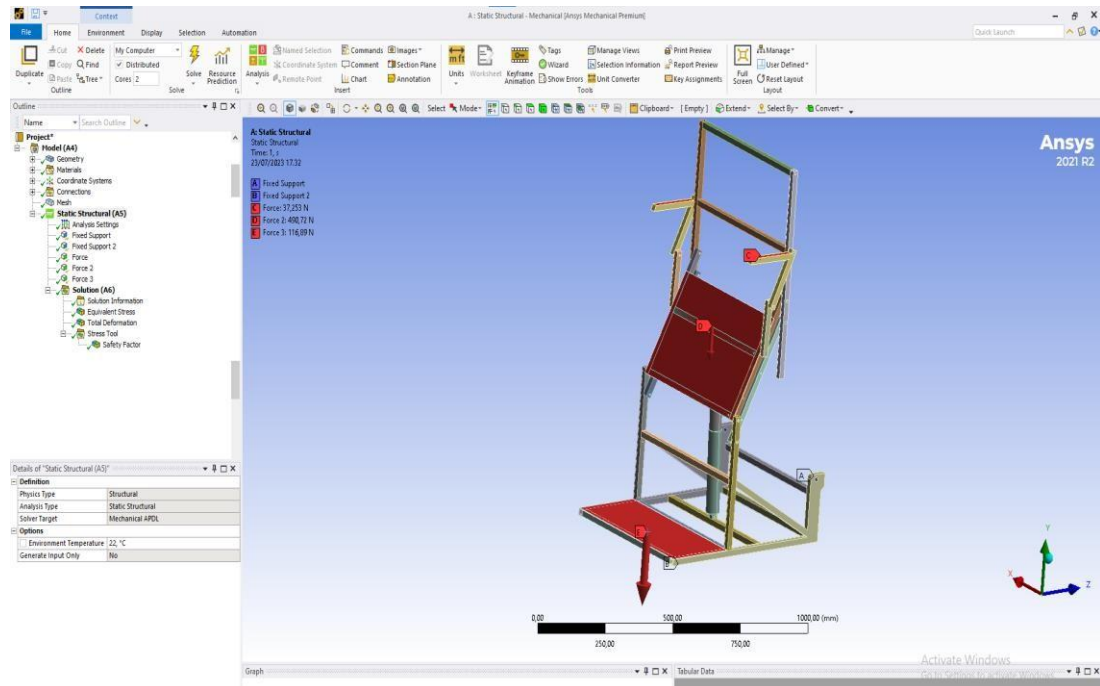 A : Static Structural - Mechanical [Ansys Mechanical Premium]
Context
File Home Environment Display Selection Automation
Quick Launch
Duplicate
Cut
Copy
Paste
Delete
Find
Tree
Outline
My Computer
Distributed
Cores 2
Solve
Resource Prediction
Solve
Analysis
Named Selection
Coordinate System
Remote Point
Commands
Comment
Chart
Images
Section Plane
Annotation
Insert
Units
Worksheet
Keyframe Animation
Tags
Wizard
Show Errors
Manage Views
Selection Information
Unit Converter
Print Preview
Report Preview
Key Assignments
Tools
Full Screen
Manage
User Defined
Reset Layout
Layout
Outline
Name
Search Outline
Select Mode
Clipboard [Empty] Extend Select By Convert
Project*
Model (A4)
Geometry
Materials
Coordinate Systems
Connections
Mesh
Static Structural (A5)
Analysis Settings
Fixed Support
Fixed Support 2
Force
Force 2
Force 3
Solution (A6)
Solution Information
Equivalent Stress
Total Deformation
Stress Tool
Safety Factor
Details of "Static Structural (A5)"
Definition
Physics Type Structural
Analysis Type Static Structural
Solver Target Mechanical APDL
Options
Environment Temperature 22, °C
Generate Input Only No
A: Static Structural
Static Structural
Time: 1, s
23/07/2023 17.32
A Fixed Support
B Fixed Support 2
C Force: 37,253 N
D Force 2: 490,72 N
E Force 3: 116,89 N
Ansys
2021 R2
C
D
A
E
B
Y
X
Z
0,00 500,00 1000,00 (mm)
250,00 750,00
Activate Windows
Go to Settings to activate Windows.
Graph
Tabular Data